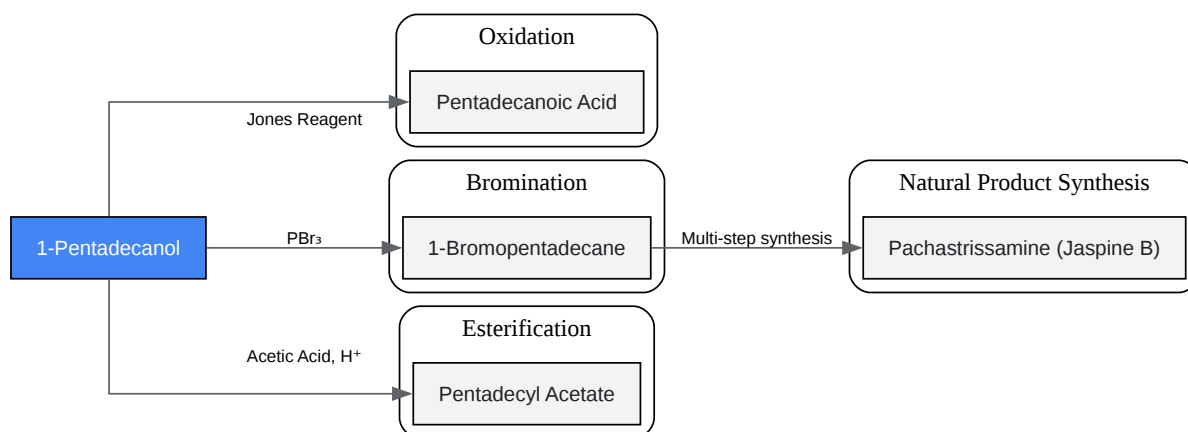 Oxidation
Pentadecanoic Acid
Jones Reagent
Bromination
Natural Product Synthesis
1-Pentadecanol
PBr₃
1-Bromopentadecane
Multi-step synthesis
Pachastrissamine (Jaspine B)
Esterification
Acetic Acid, H⁺
Pentadecyl Acetate